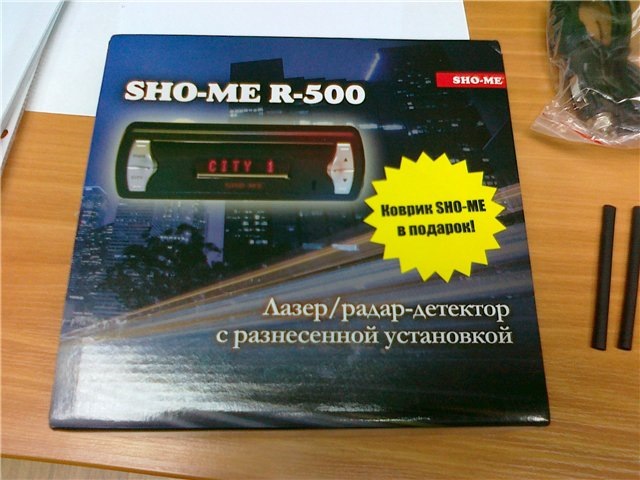 SHO-ME R-500
SHO-ME
CITY 1
SHO-ME
Коврик SHO-ME
в подарок!
Лазер/радар-детектор
с разнесенной установкой